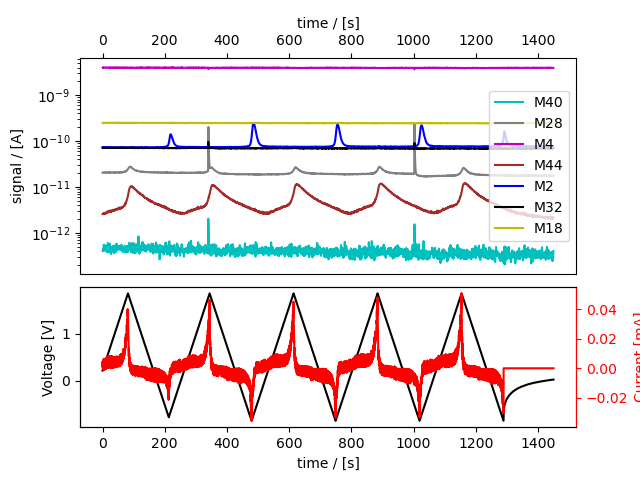 time / [s]
0 200 400 600 800 1000 1200 1400
signal / [A]
10⁻⁹
10⁻¹⁰
10⁻¹¹
10⁻¹²
M40
M28
M4
M44
M2
M32
M18
Voltage [V]
1
0
0.04
0.02
0.00
−0.02
Current [mA]
0 200 400 600 800 1000 1200 1400
time / [s]